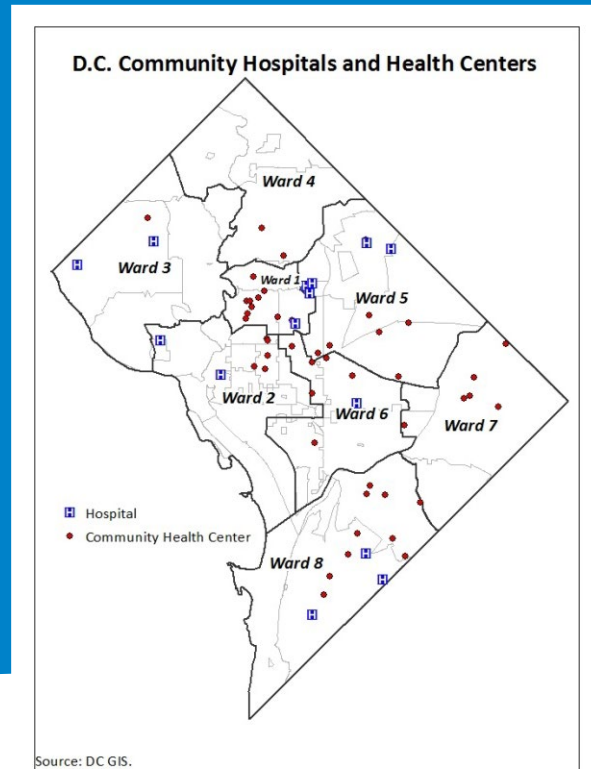 D.C. Community Hospitals and Health Centers
Ward 4
Ward 3
Ward 1
Ward 5
Ward 2
Ward 6
Ward 7
H Hospital
Community Health Center
Ward 8
Source: DC GIS.